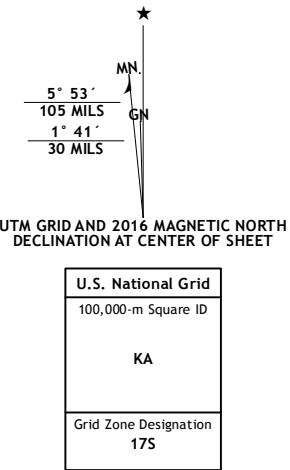 ★
MN.
5° 53´
105 MILS
GN
1° 41´
30 MILS
UTM GRID AND 2016 MAGNETIC NORTH
DECLINATION AT CENTER OF SHEET
U.S. National Grid
100,000-m Square ID
KA
Grid Zone Designation
17S